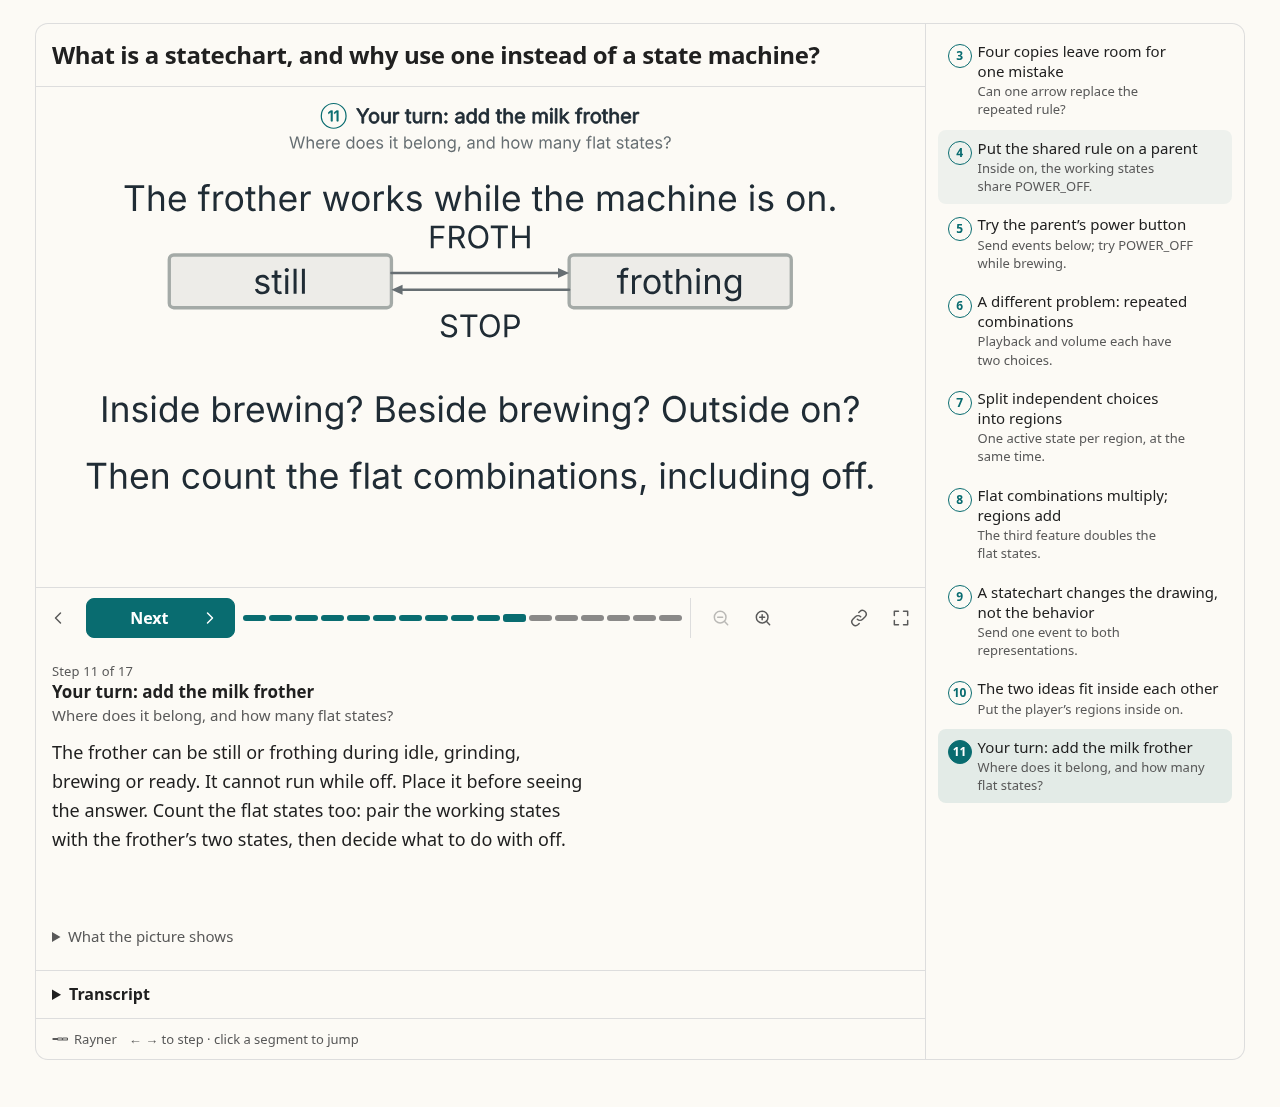 What is a statechart, and why use one instead of a state machine?
11 Your turn: add the milk frother
Where does it belong, and how many flat states?
The frother works while the machine is on.
FROTH
still
frothing
STOP
Inside brewing? Beside brewing? Outside on?
Then count the flat combinations, including off.
Next
Step 11 of 17
Your turn: add the milk frother
Where does it belong, and how many flat states?
The frother can be still or frothing during idle, grinding,
brewing or ready. It cannot run while off. Place it before seeing
the answer. Count the flat states too: pair the working states
with the frother’s two states, then decide what to do with off.
What the picture shows
Transcript
Rayner ← → to step · click a segment to jump
3 Four copies leave room for
one mistake
Can one arrow replace the
repeated rule?
4 Put the shared rule on a parent
Inside on, the working states
share POWER_OFF.
5 Try the parent’s power button
Send events below; try POWER_OFF
while brewing.
6 A different problem: repeated
combinations
Playback and volume each have
two choices.
7 Split independent choices
into regions
One active state per region, at the
same time.
8 Flat combinations multiply;
regions add
The third feature doubles the
flat states.
9 A statechart changes the drawing,
not the behavior
Send one event to both
representations.
10 The two ideas fit inside each other
Put the player’s regions inside on.
11 Your turn: add the milk frother
Where does it belong, and how many
flat states?